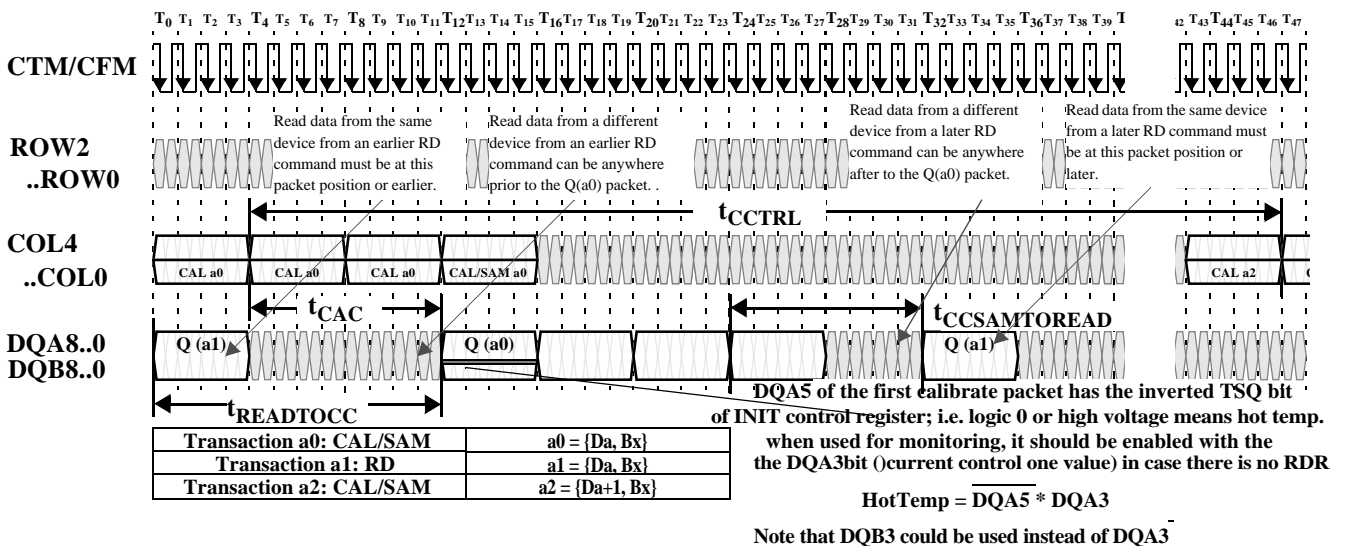 T0 T1 T2 T3 T4 T5 T6 T7 T8 T9 T10 T11 T12 T13 T14 T15 T16 T17 T18 T19 T20 T21 T22 T23 T24 T25 T26 T27 T28 T29 T30 T31 T32 T33 T34 T35 T36 T37 T38 T39 42 T43 T44 T45 T46 T47
CTM/CFM
Read data from the same
device from an earlier RD
command must be at this
packet position or earlier.
Read data from a different
device from an earlier RD
command can be anywhere
prior to the Q(a0) packet. .
Read data from a different
device from a later RD
command can be anywhere
after to the Q(a0) packet.
Read data from the same device
from a later RD command must
be at this packet position or
later.
ROW2
..ROW0
tCCTRL
COL4
..COL0
CAL a0 CAL a0 CAL a0 CAL/SAM a0 CAL a2
tCAC
tCCSAMTOREAD
DQA8..0
DQB8..0
Q (a1) Q (a0) Q (a1)
tREADTOCC
DQA5 of the first calibrate packet has the inverted TSQ bit
of INIT control register; i.e. logic 0 or high voltage means hot temp.
when used for monitoring, it should be enabled with the
the DQA3bit ()current control one value) in case there is no RDR
HotTemp = DQA5 * DQA3
Note that DQB3 could be used instead of DQA3
Transaction a0: CAL/SAM a0 = {Da, Bx}
Transaction a1: RD a1 = {Da, Bx}
Transaction a2: CAL/SAM a2 = {Da+1, Bx}